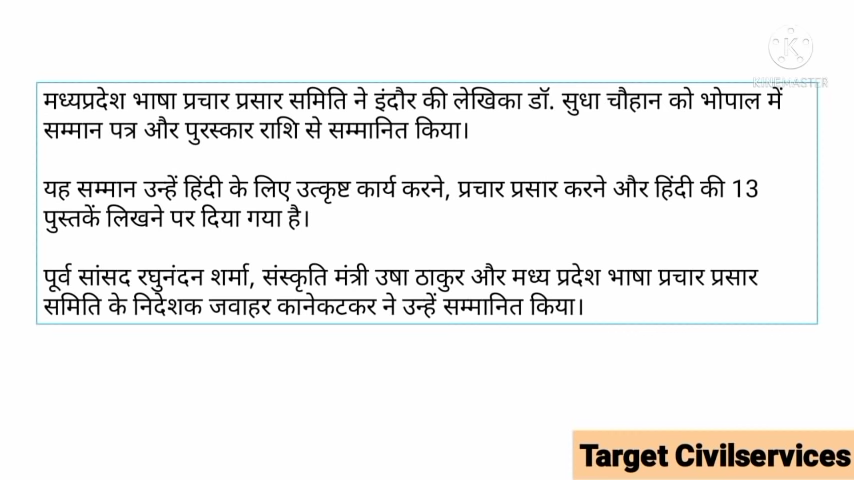 K
KINEMASTER
मध्यप्रदेश भाषा प्रचार प्रसार समिति ने इंदौर की लेखिका डॉ. सुधा चौहान को भोपाल में
सम्मान पत्र और पुरस्कार राशि से सम्मानित किया।
यह सम्मान उन्हें हिंदी के लिए उत्कृष्ट कार्य करने, प्रचार प्रसार करने और हिंदी की 13
पुस्तकें लिखने पर दिया गया है।
पूर्व सांसद रघुनंदन शर्मा, संस्कृति मंत्री उषा ठाकुर और मध्य प्रदेश भाषा प्रचार प्रसार
समिति के निदेशक जवाहर कानेकटकर ने उन्हें सम्मानित किया।
Target Civilservices